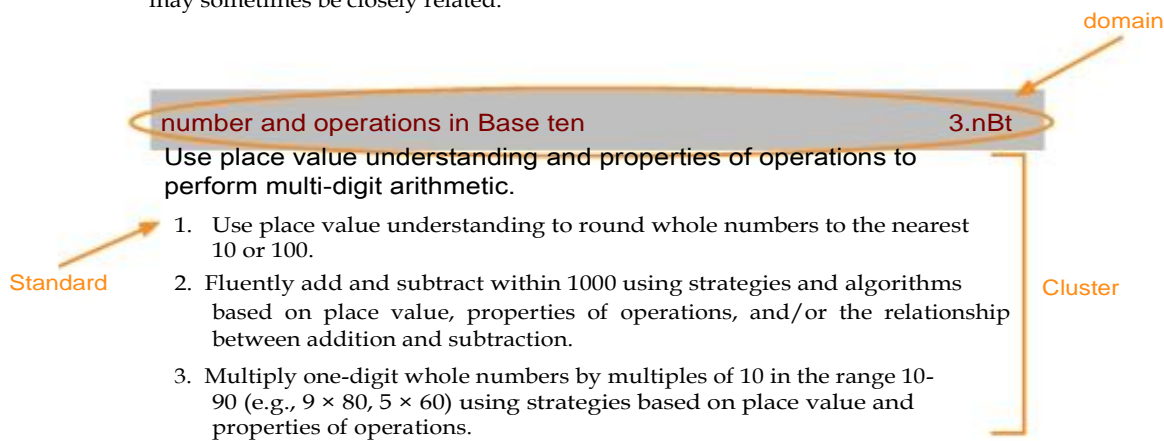 may sometimes be closely related.
domain
number and operations in Base ten 3.nBt
Use place value understanding and properties of operations to
perform multi-digit arithmetic.
1. Use place value understanding to round whole numbers to the nearest
10 or 100.
Standard
2. Fluently add and subtract within 1000 using strategies and algorithms
based on place value, properties of operations, and/or the relationship
between addition and subtraction.
Cluster
3. Multiply one-digit whole numbers by multiples of 10 in the range 10-
90 (e.g., 9 × 80, 5 × 60) using strategies based on place value and
properties of operations.